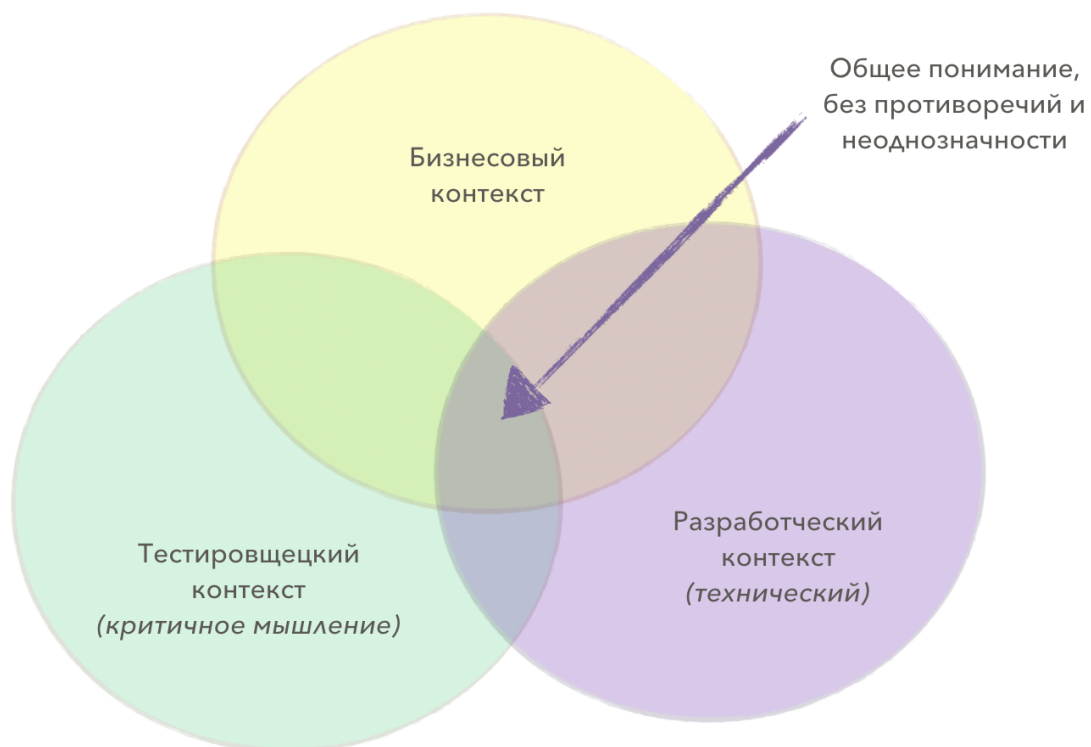 Общее понимание,
без противоречий и
неоднозначности
Бизнесовый
контекст
Разработческий
контекст
(технический)
Тестировщецкий
контекст
(критичное мышление)